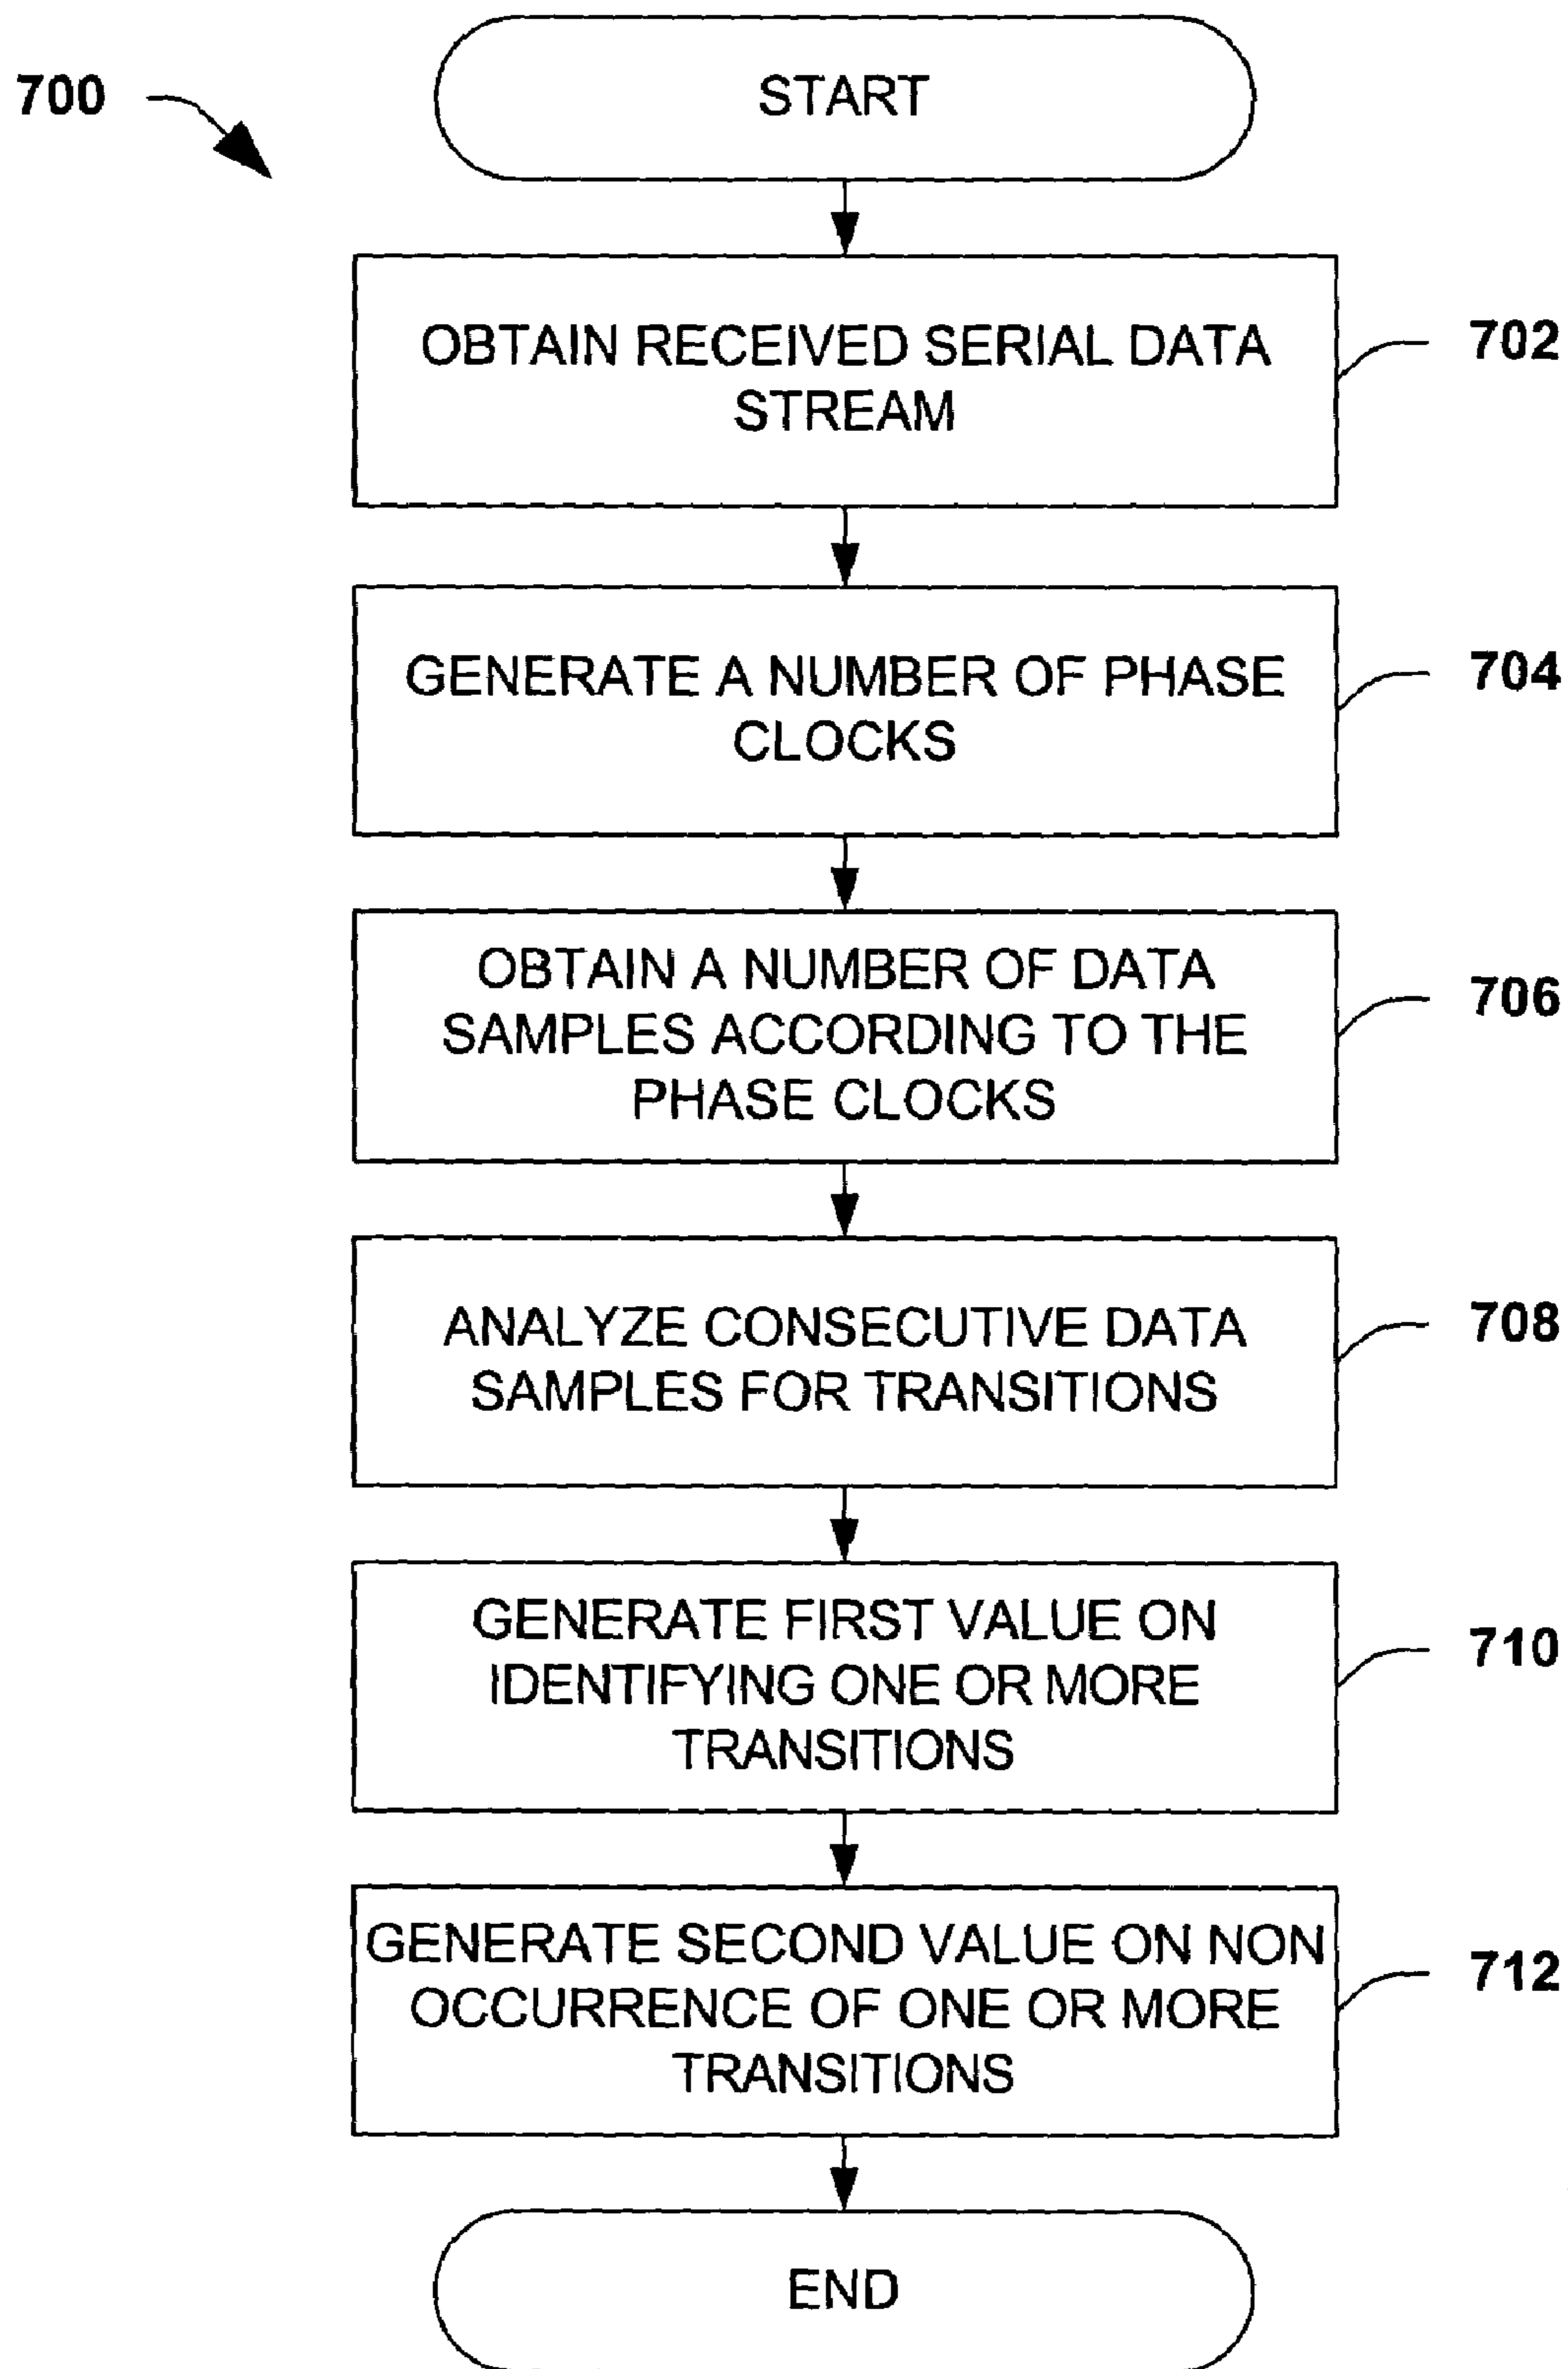 700
START
OBTAIN RECEIVED SERIAL DATA
STREAM
702
GENERATE A NUMBER OF PHASE
CLOCKS
704
OBTAIN A NUMBER OF DATA
SAMPLES ACCORDING TO THE
PHASE CLOCKS
706
ANALYZE CONSECUTIVE DATA
SAMPLES FOR TRANSITIONS
708
GENERATE FIRST VALUE ON
IDENTIFYING ONE OR MORE
TRANSITIONS
710
GENERATE SECOND VALUE ON NON
OCCURRENCE OF ONE OR MORE
TRANSITIONS
712
END